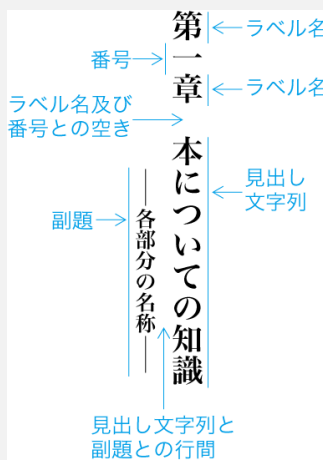 第一章 本についての知識
——各部分の名称——
ラベル名
番号
ラベル名
ラベル名及び
番号との空き
見出し
文字列
副題
見出し文字列と
副題との行間